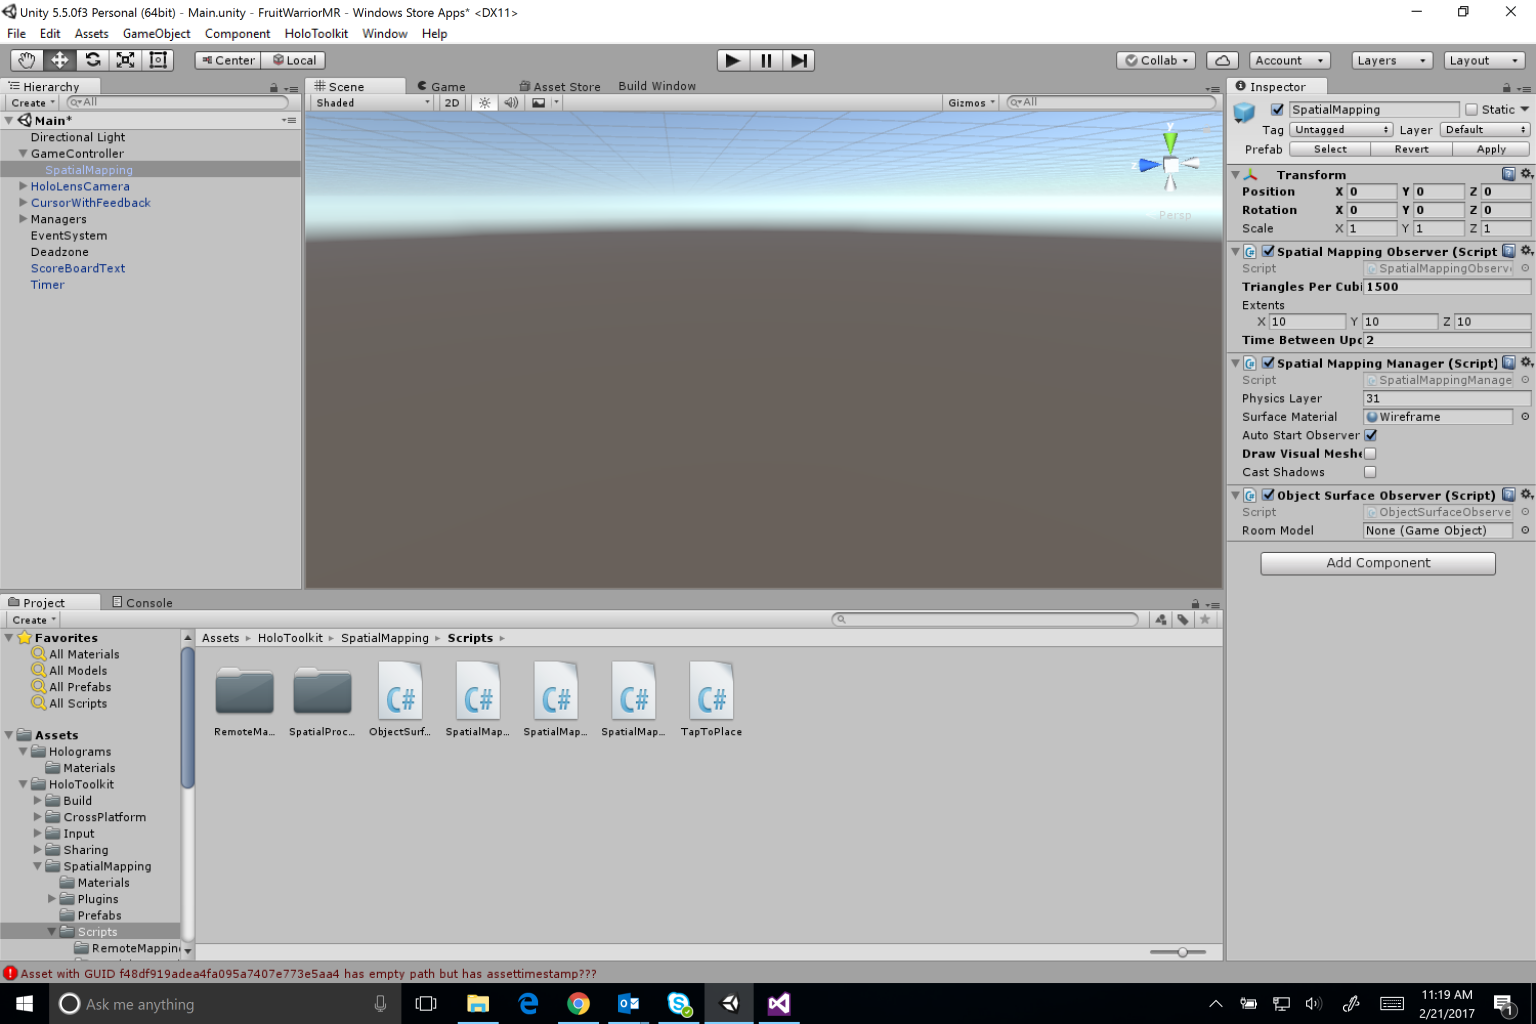 Unity 5.5.0f3 Personal (64bit) - Main.unity - FruitWarriorMR - Windows Store Apps* <DX11>
File Edit Assets GameObject Component HoloToolkit Window Help
Center Local Collab Account Layers Layout
Hierarchy
Create All
Main*
Directional Light
GameController
SpatialMapping
HoloLensCamera
CursorWithFeedback
Managers
EventSystem
Deadzone
ScoreBoardText
Timer
Scene Game Asset Store Build Window
Shaded 2D Gizmos All
y
z
Persp
Inspector
SpatialMapping Static
Tag Untagged Layer Default
Prefab Select Revert Apply
Transform
Position X 0 Y 0 Z 0
Rotation X 0 Y 0 Z 0
Scale X 1 Y 1 Z 1
Spatial Mapping Observer (Script
Script SpatialMappingObserv
Triangles Per Cubi 1500
Extents
X 10 Y 10 Z 10
Time Between Upd 2
Spatial Mapping Manager (Script)
Script SpatialMappingManage
Physics Layer 31
Surface Material Wireframe
Auto Start Observer
Draw Visual Meshe
Cast Shadows
Object Surface Observer (Script)
Script ObjectSurfaceObserve
Room Model None (Game Object)
Add Component
Project Console
Create
Favorites
All Materials
All Models
All Prefabs
All Scripts
Assets
Holograms
Materials
HoloToolkit
Build
CrossPlatform
Input
Sharing
SpatialMapping
Materials
Plugins
Prefabs
Scripts
RemoteMapping
Assets HoloToolkit SpatialMapping Scripts
C# C# C# C# C#
RemoteMa... SpatialProc... ObjectSurf... SpatialMap... SpatialMap... SpatialMap... TapToPlace
Asset with GUID f48df919adea4fa095a7407e773e5aa4 has empty path but has assettimestamp???
Ask me anything
11:19 AM
2/21/2017
1